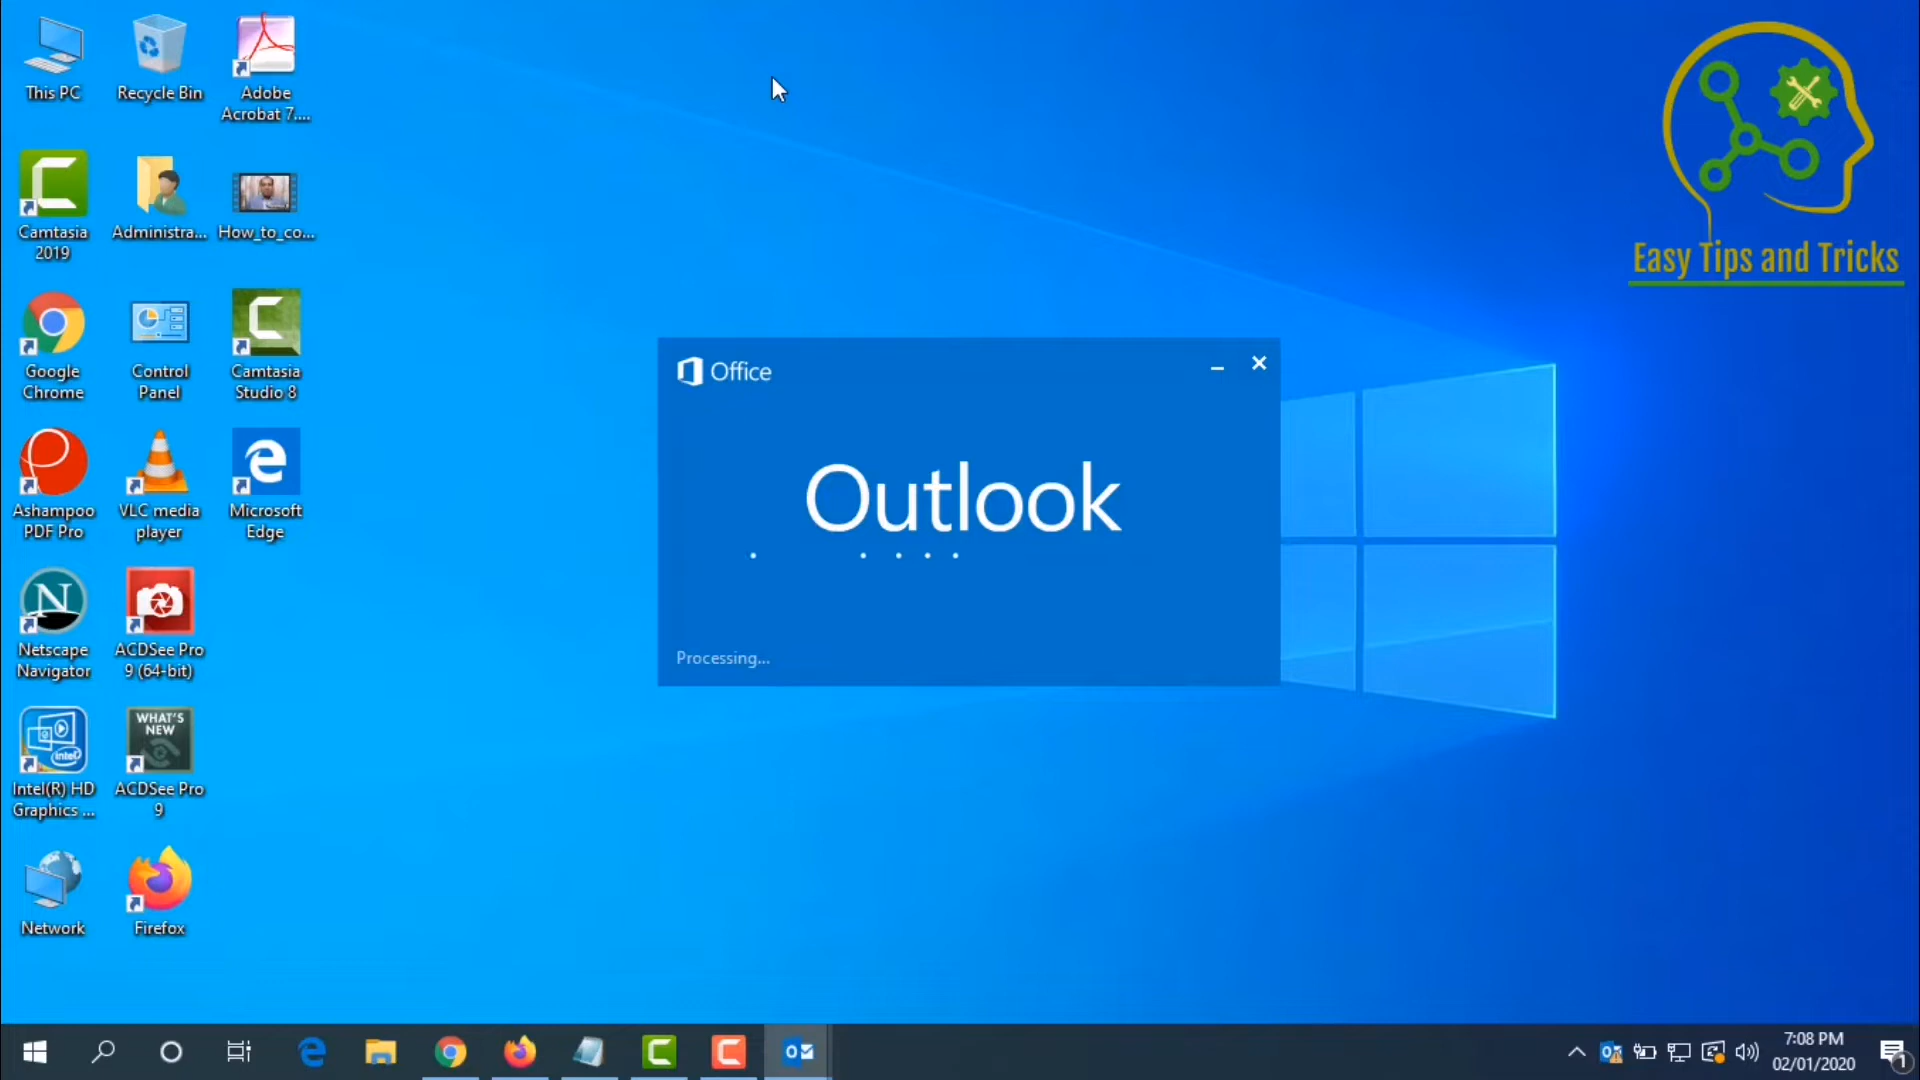 This PC
Recycle Bin
Adobe
Acrobat 7....
Camtasia
2019
Administra...
How_to_co...
Google
Chrome
Control
Panel
Camtasia
Studio 8
Ashampoo
PDF Pro
VLC media
player
Microsoft
Edge
Netscape
Navigator
ACDSee Pro
9 (64-bit)
WHAT'S
NEW
intel
Intel(R) HD
Graphics ...
ACDSee Pro
9
Network
Firefox
Easy Tips and Tricks
Office
Outlook
Processing...
7:08 PM
02/01/2020
1